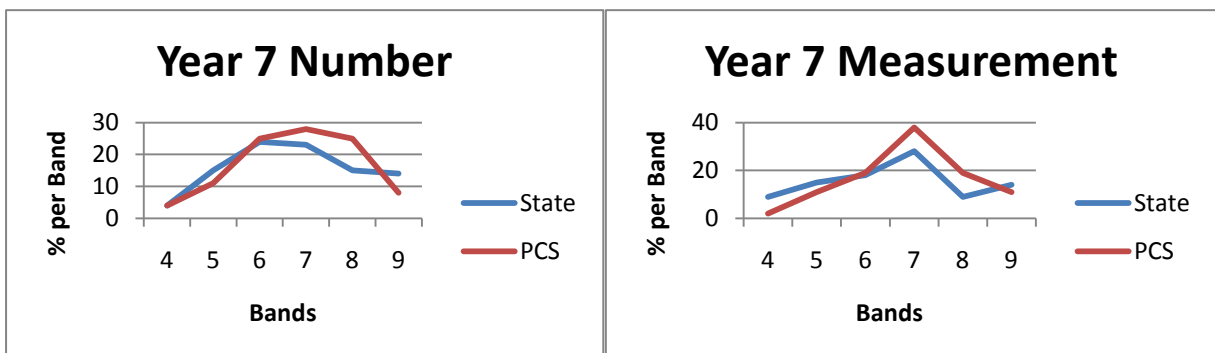 Year 7 Number
% per Band
30
20
10
0
4 5 6 7 8 9
Bands
State
PCS
Year 7 Measurement
% per Band
40
20
0
4 5 6 7 8 9
Bands
State
PCS